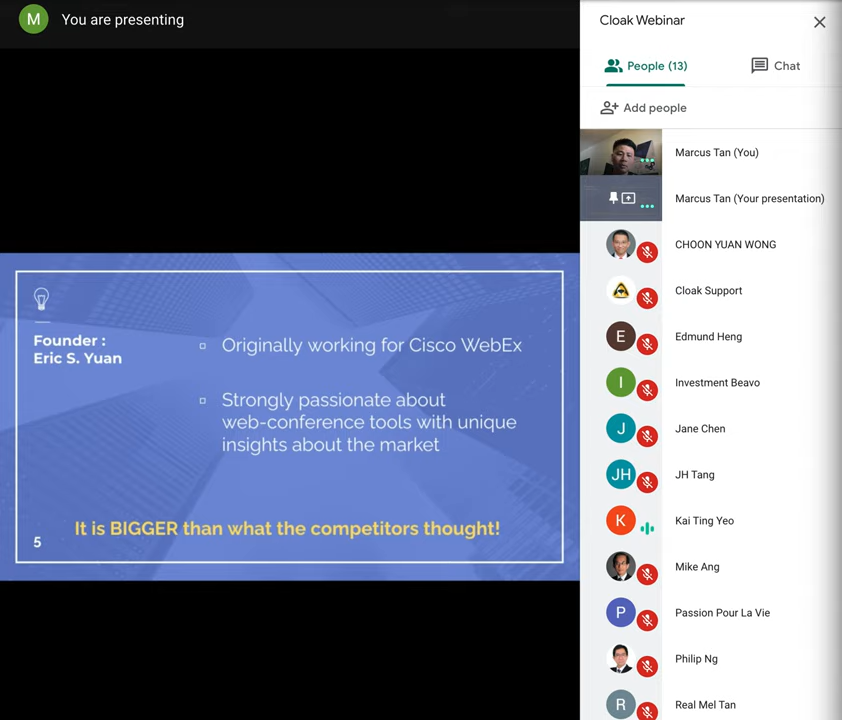 M You are presenting
Founder :
Eric S. Yuan
Originally working for Cisco WebEx
Strongly passionate about
web-conference tools with unique
insights about the market
It is BIGGER than what the competitors thought!
5
Cloak Webinar
People (13)
Chat
Add people
Marcus Tan (You)
Marcus Tan (Your presentation)
CHOON YUAN WONG
Cloak Support
E Edmund Heng
I Investment Beavo
J Jane Chen
JH JH Tang
K Kai Ting Yeo
Mike Ang
P Passion Pour La Vie
Philip Ng
R Real Mel Tan